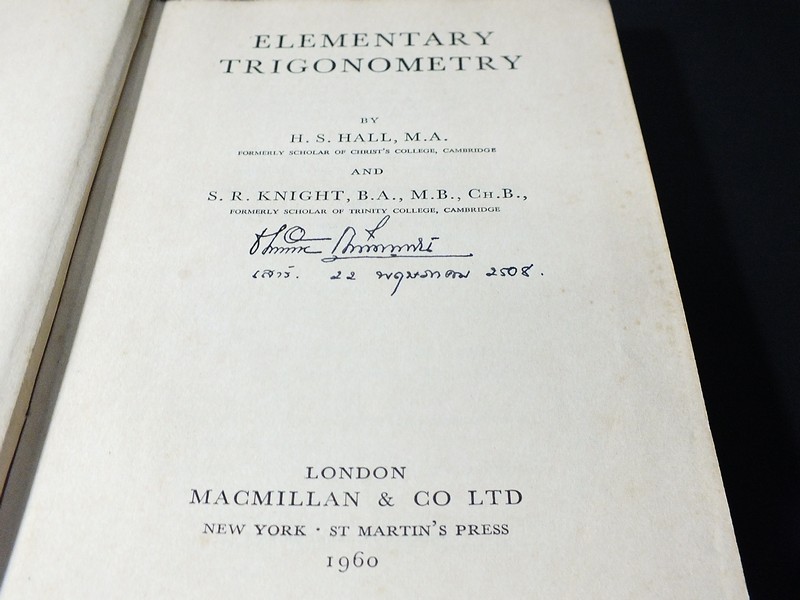 ELEMENTARY
TRIGONOMETRY
BY
H. S. HALL, M.A.
FORMERLY SCHOLAR OF CHRIST'S COLLEGE, CAMBRIDGE
AND
S. R. KNIGHT, B.A., M.B., CH.B.,
FORMERLY SCHOLAR OF TRINITY COLLEGE, CAMBRIDGE
เสาร์. 22 พฤษภาคม 2508.
LONDON
MACMILLAN & CO LTD
NEW YORK · ST MARTIN'S PRESS
1960